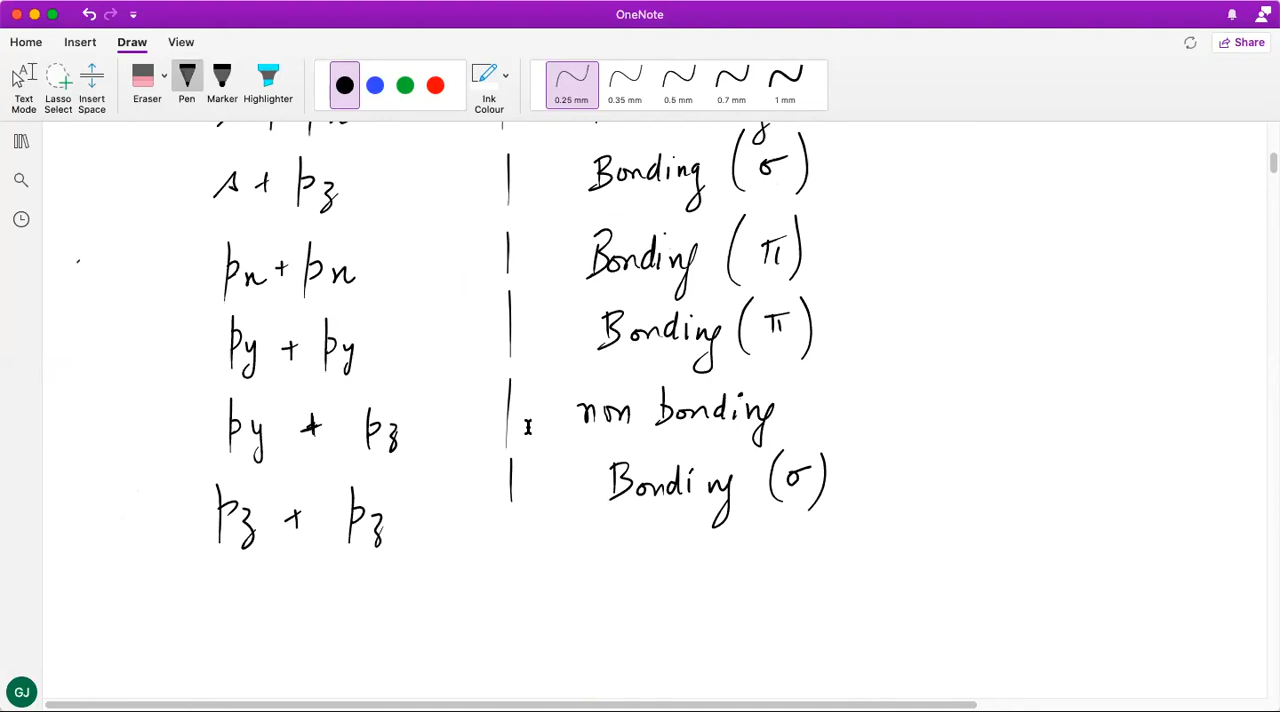 OneNote
Home Insert Draw View
Share
Text Mode
Lasso Select
Insert Space
Eraser
Pen
Marker
Highlighter
Ink Colour
0.25 mm
0.35 mm
0.5 mm
0.7 mm
1 mm
s + pz | Bonding (σ)
px + px | Bonding (π)
py + py | Bonding (π)
py + pz | non bonding
pz + pz | Bonding (σ)
GJ